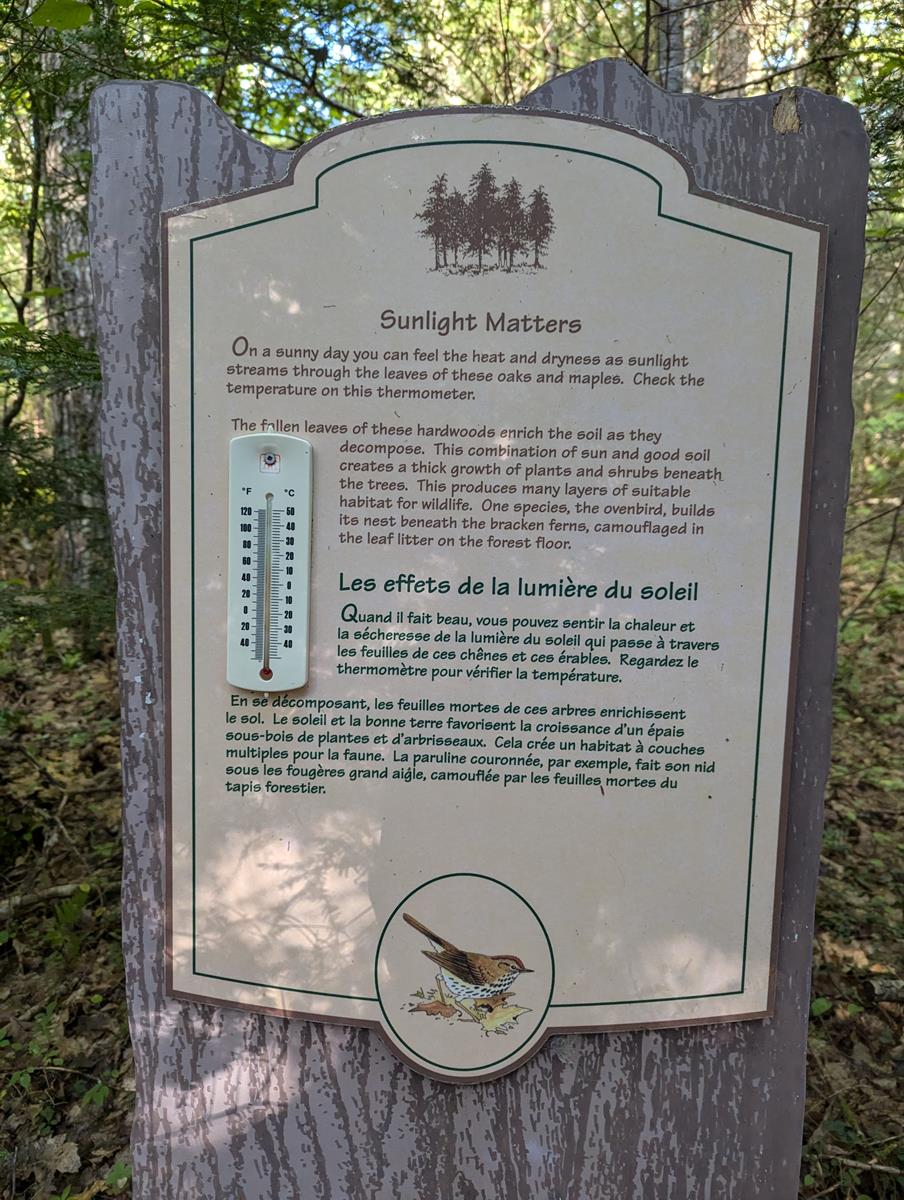 Sunlight Matters
On a sunny day you can feel the heat and dryness as sunlight
streams through the leaves of these oaks and maples. Check the
temperature on this thermometer.
The fallen leaves of these hardwoods enrich the soil as they
decompose. This combination of sun and good soil
creates a thick growth of plants and shrubs beneath
the trees. This produces many layers of suitable
habitat for wildlife. One species, the ovenbird, builds
its nest beneath the bracken ferns, camouflaged in
the leaf litter on the forest floor.
°F °C
120 50
100 40
80 30
60 20
40 10
20 0
0 10
20 20
40 30
40
Les effets de la lumière du soleil
Quand il fait beau, vous pouvez sentir la chaleur et
la sécheresse de la lumière du soleil qui passe à travers
les feuilles de ces chênes et ces érables. Regardez le
thermomètre pour vérifier la température.
En se décomposant, les feuilles mortes de ces arbres enrichissent
le sol. Le soleil et la bonne terre favorisent la croissance d'un épais
sous-bois de plantes et d'arbrisseaux. Cela crée un habitat à couches
multiples pour la faune. La paruline couronnée, par exemple, fait son nid
sous les fougères grand aigle, camouflée par les feuilles mortes du
tapis forestier.